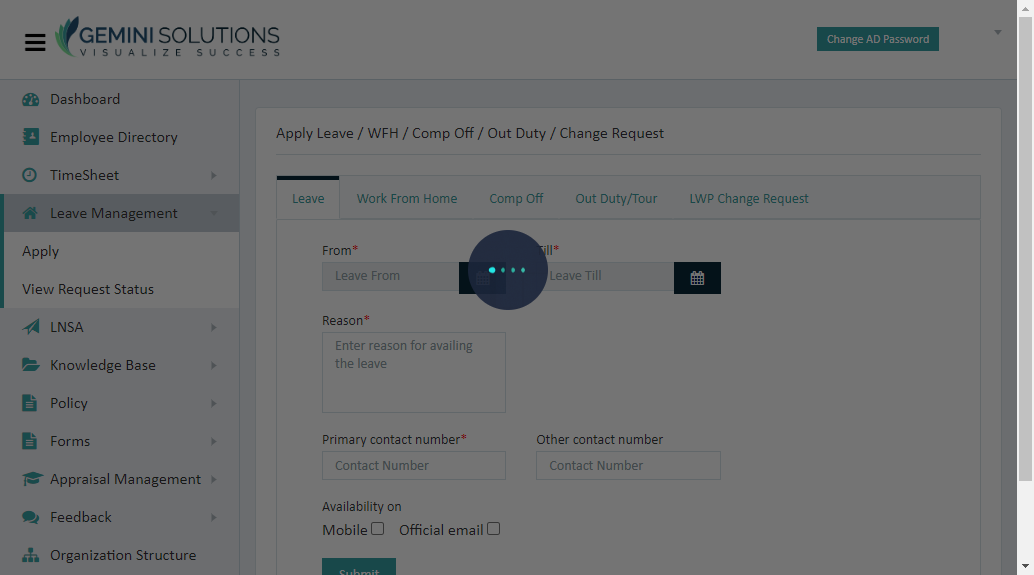 GEMINI SOLUTIONS
VISUALIZE SUCCESS
Change AD Password
Dashboard
Employee Directory
TimeSheet
Leave Management
Apply
View Request Status
LNSA
Knowledge Base
Policy
Forms
Appraisal Management
Feedback
Organization Structure
Apply Leave / WFH / Comp Off / Out Duty / Change Request
Leave Work From Home Comp Off Out Duty/Tour LWP Change Request
From* Till*
Leave From Leave Till
Reason*
Enter reason for availing
the leave
Primary contact number* Other contact number
Contact Number Contact Number
Availability on
Mobile Official email
Submit